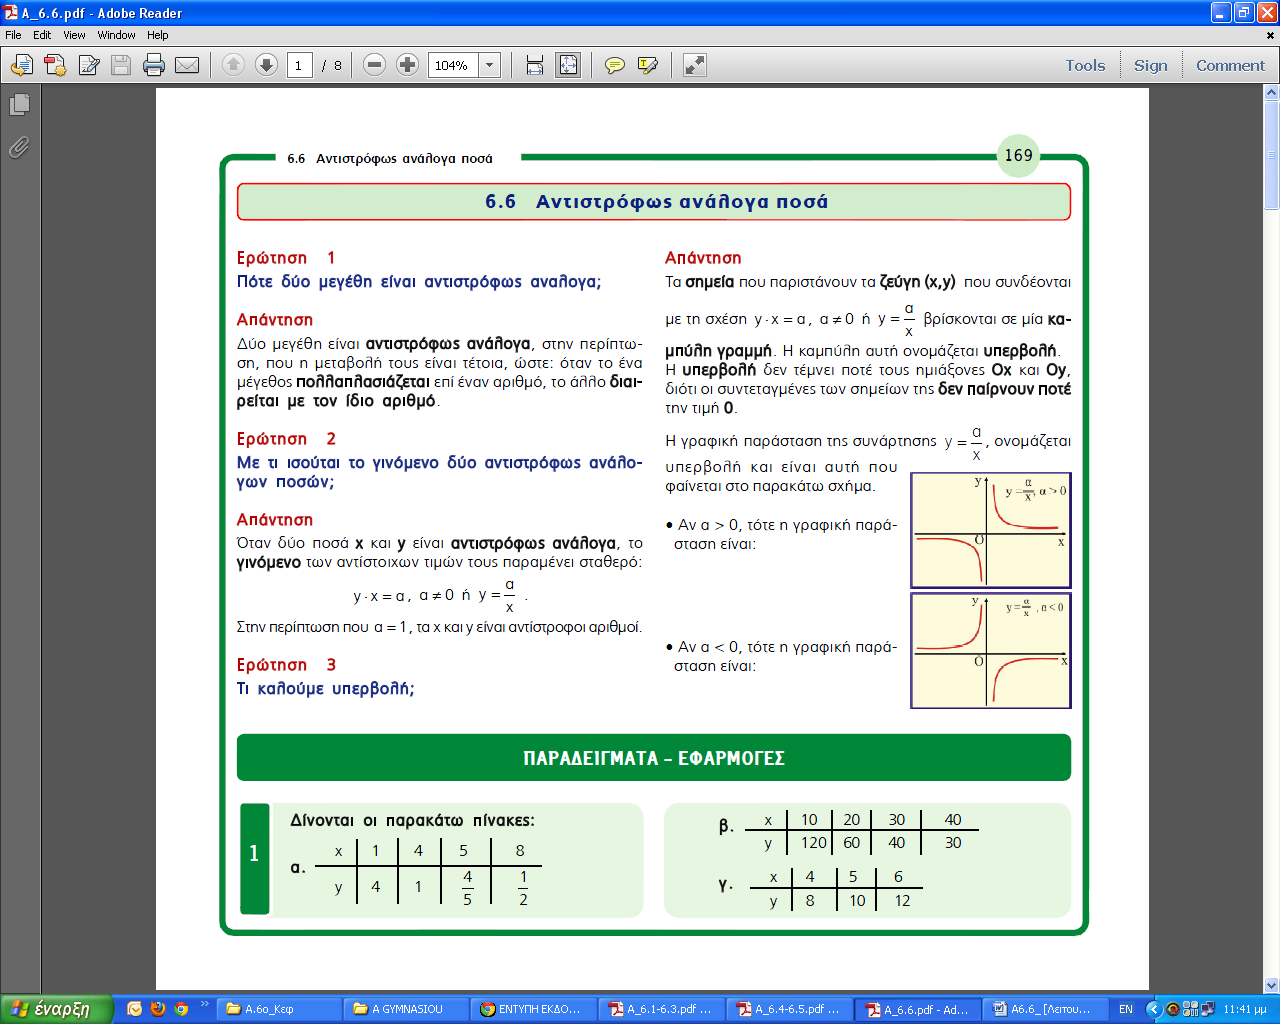 A_6.6.pdf - Adobe Reader
File Edit View Window Help
1 / 8 104% Tools Sign Comment
6.6 Αντιστρόφως ανάλογα ποσά
169
6.6 Αντιστρόφως ανάλογα ποσά
Ερώτηση 1
Πότε δύο μεγέθη είναι αντιστρόφως αναλογα;
Απάντηση
Δύο μεγέθη είναι αντιστρόφως ανάλογα, στην περίπτω-
ση, που η μεταβολή τους είναι τέτοια, ώστε: όταν το ένα
μέγεθος πολλαπλασιάζεται επί έναν αριθμό, το άλλο διαι-
ρείται με τον ίδιο αριθμό.
Ερώτηση 2
Με τι ισούται το γινόμενο δύο αντιστρόφως ανάλο-
γων ποσών;
Απάντηση
Όταν δύο ποσά x και y είναι αντιστρόφως ανάλογα, το
γινόμενο των αντίστοιχων τιμών τους παραμένει σταθερό:
y · x = α, α ≠ 0 ή y = α/x .
Στην περίπτωση που α = 1, τα x και y είναι αντίστροφοι αριθμοί.
Ερώτηση 3
Τι καλούμε υπερβολή;
Απάντηση
Τα σημεία που παριστάνουν τα ζεύγη (x,y) που συνδέονται
με τη σχέση y · x = α, α ≠ 0 ή y = α/x βρίσκονται σε μία κα-
μπύλη γραμμή. Η καμπύλη αυτή ονομάζεται υπερβολή.
Η υπερβολή δεν τέμνει ποτέ τους ημιάξονες Οx και Οy,
διότι οι συντεταγμένες των σημείων της δεν παίρνουν ποτέ
την τιμή 0.
Η γραφική παράσταση της συνάρτησης y = α/x, ονομάζεται
υπερβολή και είναι αυτή που
φαίνεται στο παρακάτω σχήμα.
• Αν α > 0, τότε η γραφική παρά-
σταση είναι:
y y = α/x, α > 0
O x
• Αν α < 0, τότε η γραφική παρά-
σταση είναι:
y y = α/x , α < 0
O x
ΠΑΡΑΔΕΙΓΜΑΤΑ - ΕΦΑΡΜΟΓΕΣ
1
Δίνονται οι παρακάτω πίνακες:
α.
x 1 4 5 8
y 4 1 4/5 1/2
β.
x 10 20 30 40
y 120 60 40 30
γ.
x 4 5 6
y 8 10 12
έναρξη » A.6ο_Κεφ A GYMNASIOU ΕΝΤΥΠΗ ΕΚΔΟ... A_6.1-6.3.pdf ... A_6.4-6.5.pdf ... A_6.6.pdf - Ad... A6.6_ [Λειτου... EN 11:41 μμ